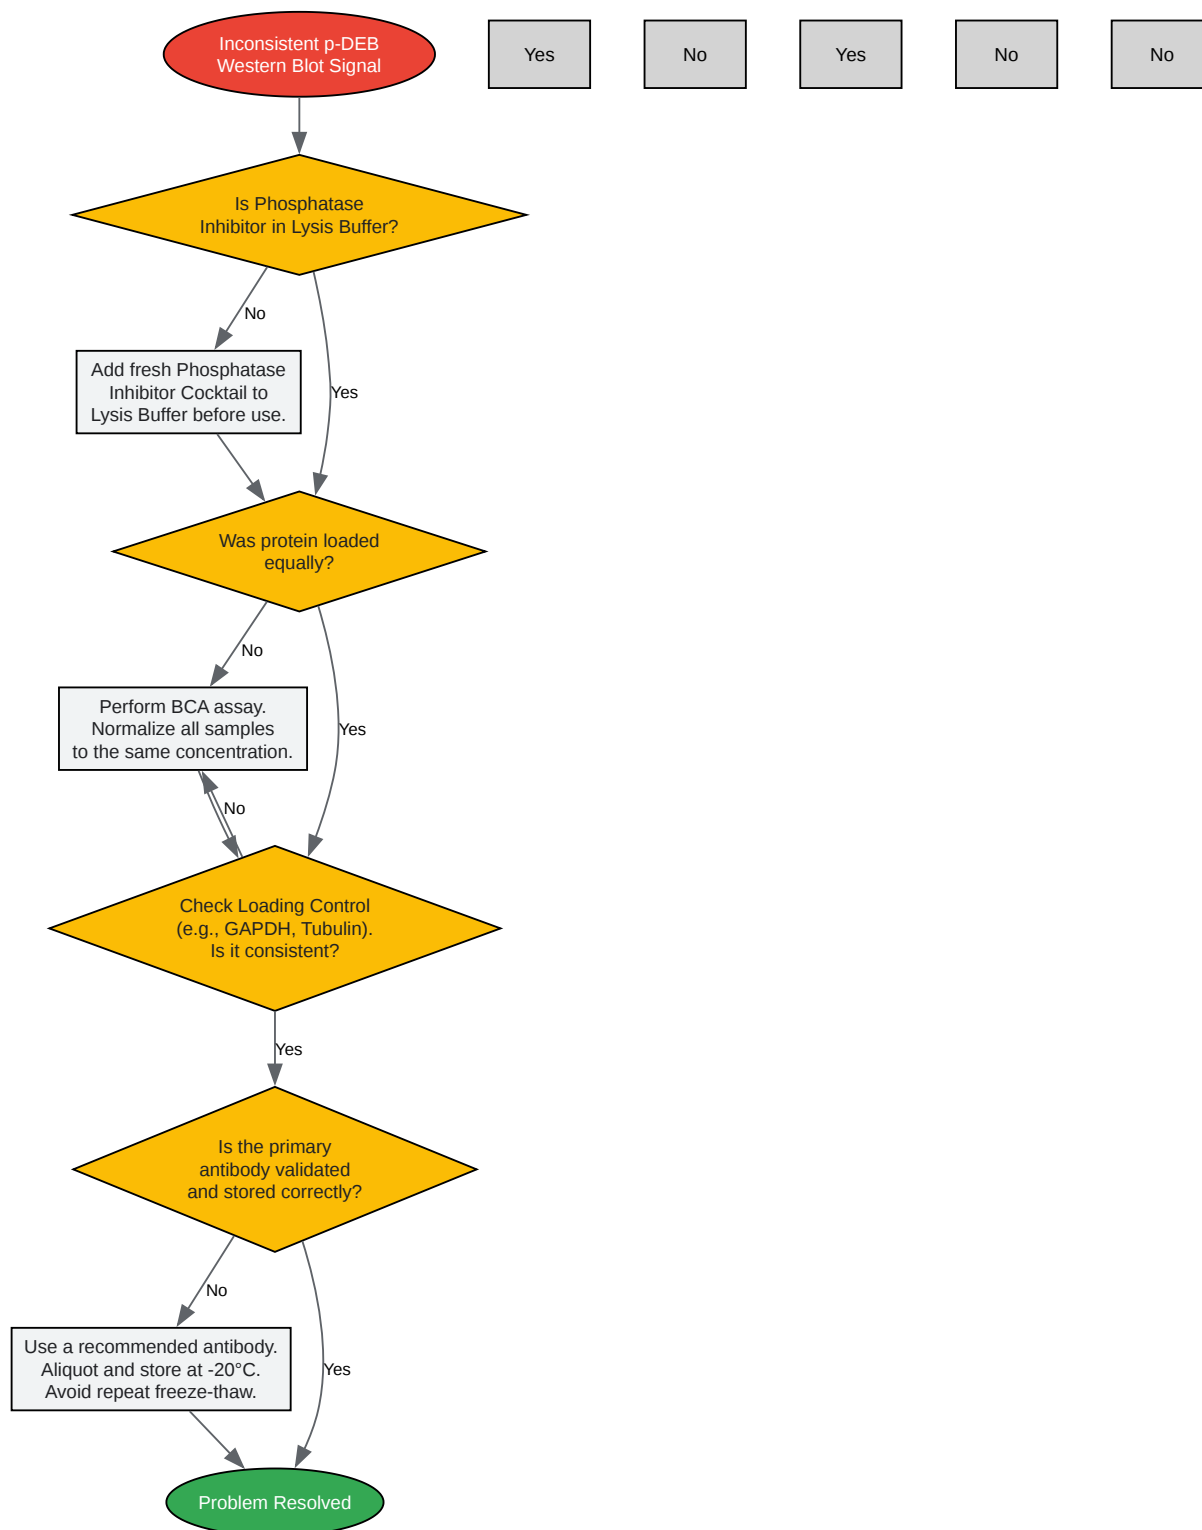 Inconsistent p-DEB
Western Blot Signal
Yes
No
Yes
No
No
Is Phosphatase
Inhibitor in Lysis Buffer?
No
Add fresh Phosphatase
Inhibitor Cocktail to
Lysis Buffer before use.
Yes
Was protein loaded
equally?
No
Perform BCA assay.
Normalize all samples
to the same concentration.
Yes
No
Check Loading Control
(e.g., GAPDH, Tubulin).
Is it consistent?
Yes
Is the primary
antibody validated
and stored correctly?
No
Use a recommended antibody.
Aliquot and store at -20°C.
Avoid repeat freeze-thaw.
Yes
Problem Resolved